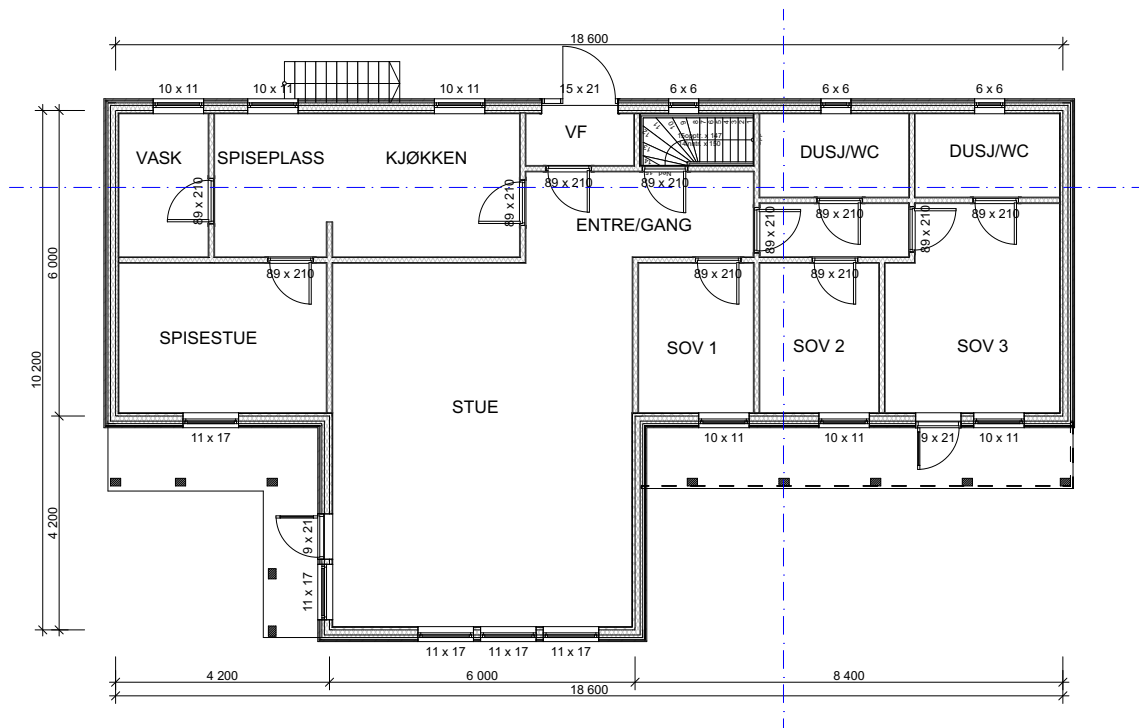 18 600
10 x 11
10 x 11
10 x 11
15 x 21
6 x 6
6 x 6
6 x 6
VASK
SPISEPLASS
KJØKKEN
VF
DUSJ/WC
DUSJ/WC
89 x 210
89 x 210
89 x 210
89 x 210
89 x 210
89 x 210
89 x 210
89 x 210
ENTRE/GANG
89 x 210
89 x 210
89 x 210
6 000
10 200
4 200
SPISESTUE
STUE
SOV 1
SOV 2
SOV 3
11 x 17
10 x 11
10 x 11
9 x 21
10 x 11
9 x 21
11 x 17
11 x 17
11 x 17
11 x 17
4 200
6 000
8 400
18 600